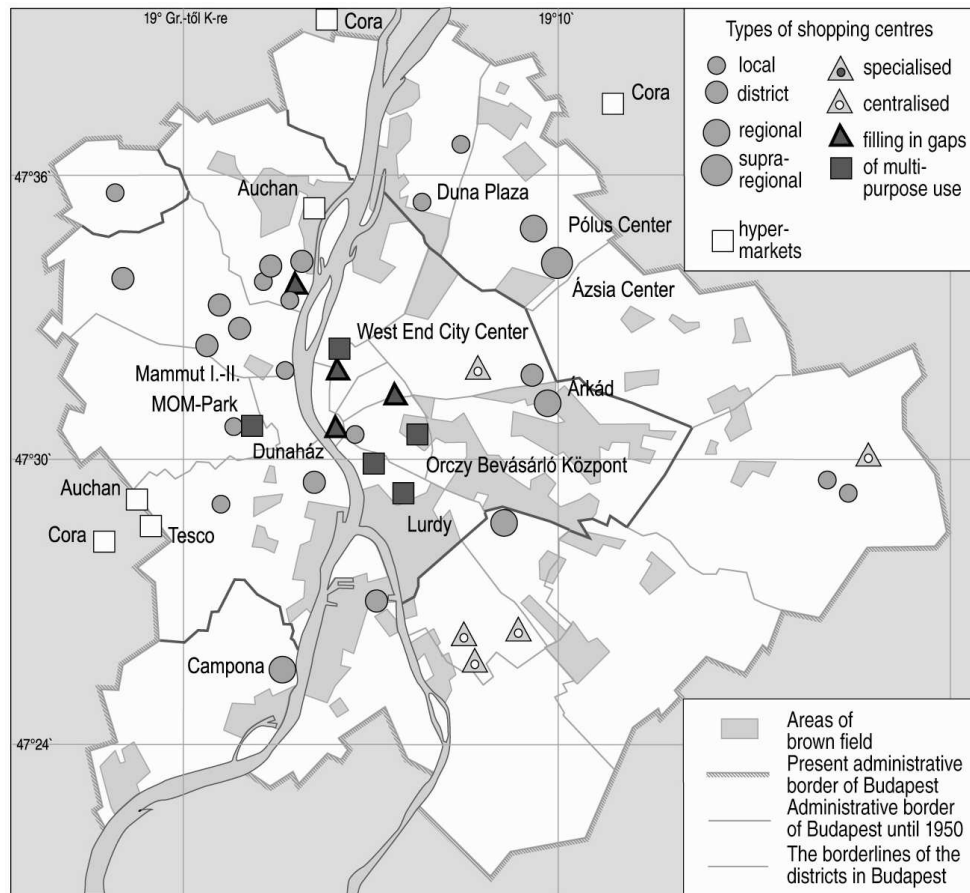 19° Gr.-től K-re
Cora
19°10`
Types of shopping centres
local
district
regional
supra-
regional
hyper-
markets
specialised
centralised
filling in gaps
of multi-
purpose use
Cora
47°36`
Auchan
Duna Plaza
Pólus Center
Ázsia Center
West End City Center
Mammut I.-II.
MOM-Park
Árkád
Dunaház
47°30`
Orczy Bevásárló Központ
Auchan
Cora
Tesco
Lurdy
Campona
47°24`
Areas of
brown field
Present administrative
border of Budapest
Administrative border
of Budapest until 1950
The borderlines of the
districts in Budapest